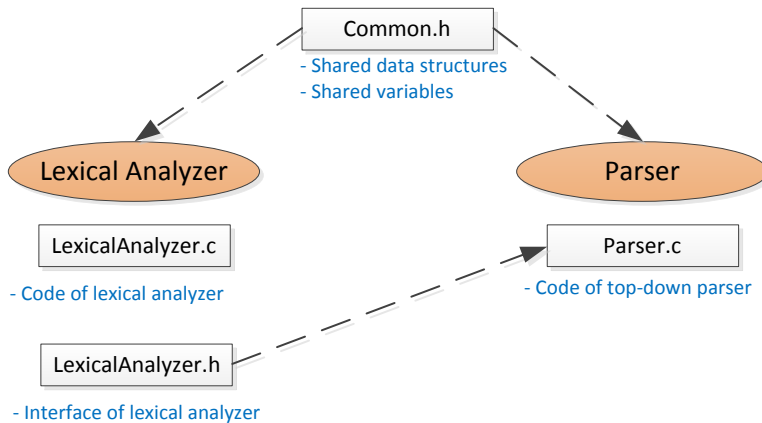 Common.h
- Shared data structures
- Shared variables
Lexical Analyzer
Parser
LexicalAnalyzer.c
Parser.c
- Code of lexical analyzer
- Code of top-down parser
LexicalAnalyzer.h
- Interface of lexical analyzer